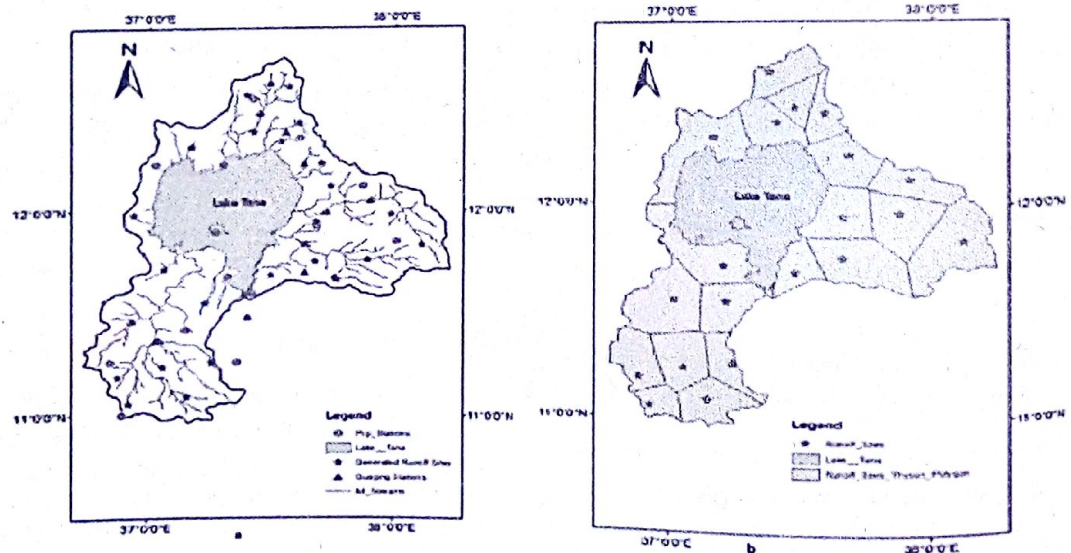 37°0'0"E
38°0'0"E
N
Lake Tana
12°0'0"N
12°0'0"N
11°0'0"N
11°0'0"N
Legend
Lake_Tana
Generated Runoff Sites
Gauging Stations
37°0'0"E
38°0'0"E
a
37°0'0"E
38°0'0"E
N
Lake Tana
12°0'0"N
12°0'0"N
11°0'0"N
Legend
Runoff_Sites
Lake_Tana
37°0'0"E
38°0'0"E
b